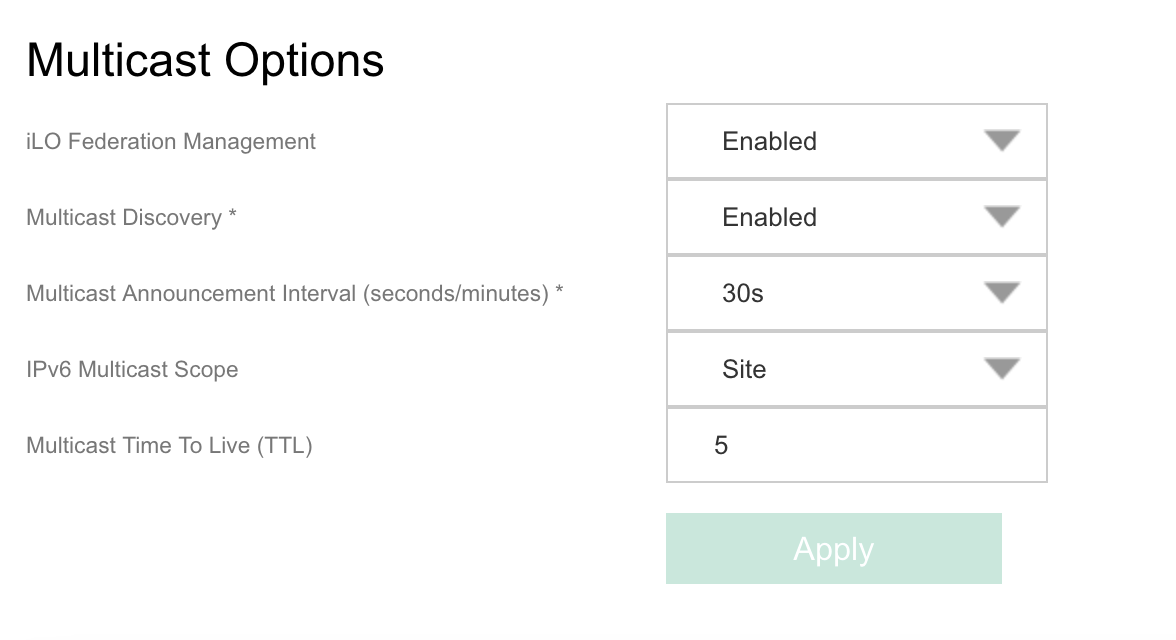 Multicast Options
iLO Federation Management Enabled
Multicast Discovery * Enabled
Multicast Announcement Interval (seconds/minutes) * 30s
IPv6 Multicast Scope Site
Multicast Time To Live (TTL) 5
Apply